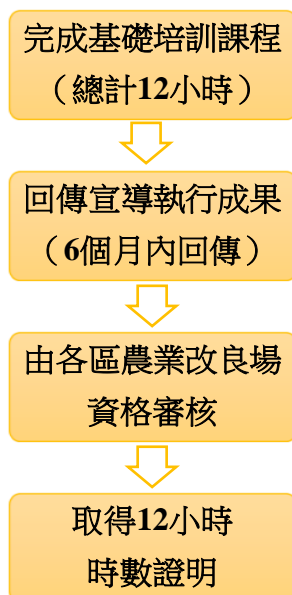 完成基礎培訓課程
（總計12小時）
回傳宣導執行成果
（6個月內回傳）
由各區農業改良場
資格審核
取得12小時
時數證明